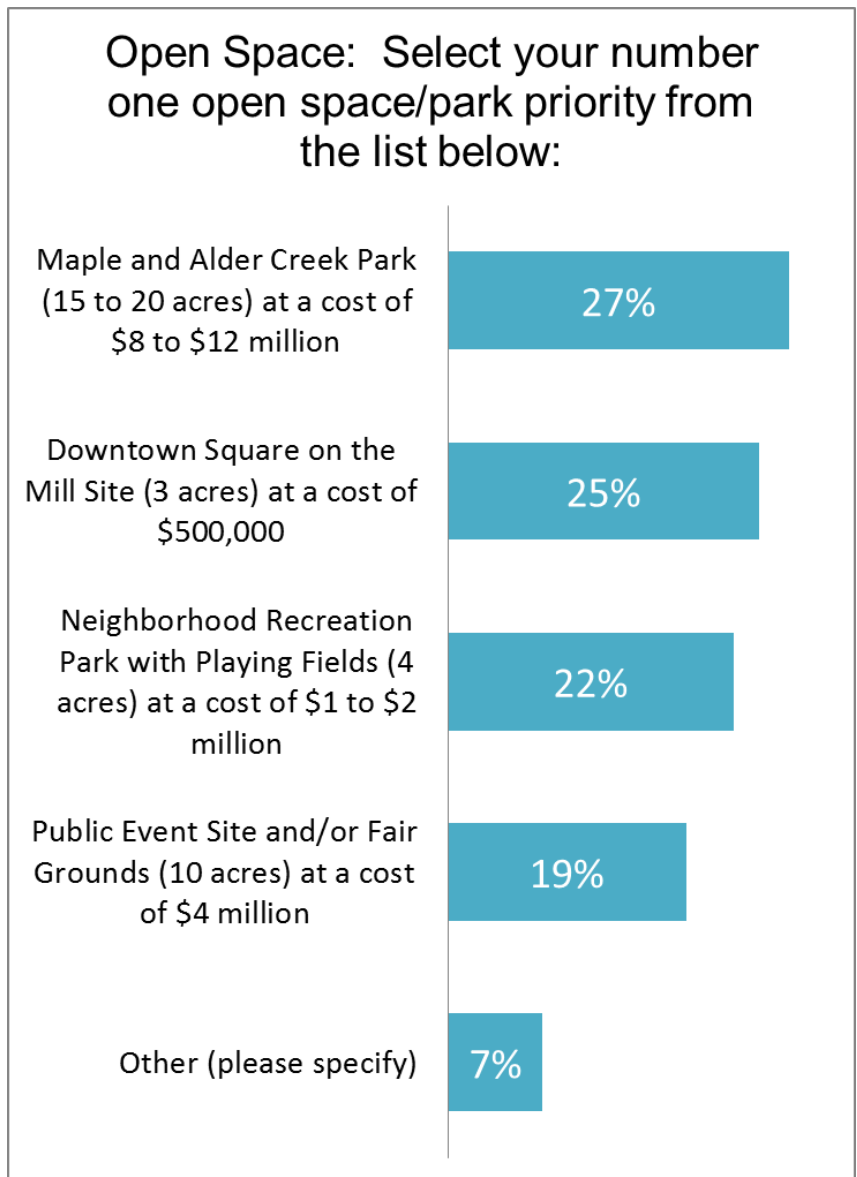 Open Space:  Select your number
one open space/park priority from
the list below:
Maple and Alder Creek Park
(15 to 20 acres) at a cost of
$8 to $12 million
27%
Downtown Square on the
Mill Site (3 acres) at a cost of
$500,000
25%
Neighborhood Recreation
Park with Playing Fields (4
acres) at a cost of $1 to $2
million
22%
Public Event Site and/or Fair
Grounds (10 acres) at a cost
of $4 million
19%
Other (please specify)
7%